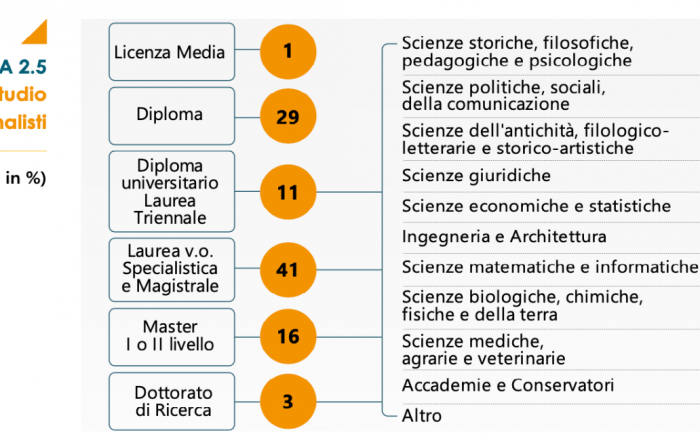 A 2.5
tudio
nalisti
in %)
Licenza Media
1
Diploma
29
Diploma
universitario
Laurea
Triennale
11
Laurea v.o.
Specialistica
e Magistrale
41
Master
I o II livello
16
Dottorato
di Ricerca
3
Scienze storiche, filosofiche,
pedagogiche e psicologiche
Scienze politiche, sociali,
della comunicazione
Scienze dell'antichità, filologico-
letterarie e storico-artistiche
Scienze giuridiche
Scienze economiche e statistiche
Ingegneria e Architettura
Scienze matematiche e informatiche
Scienze biologiche, chimiche,
fisiche e della terra
Scienze mediche,
agrarie e veterinarie
Accademie e Conservatori
Altro